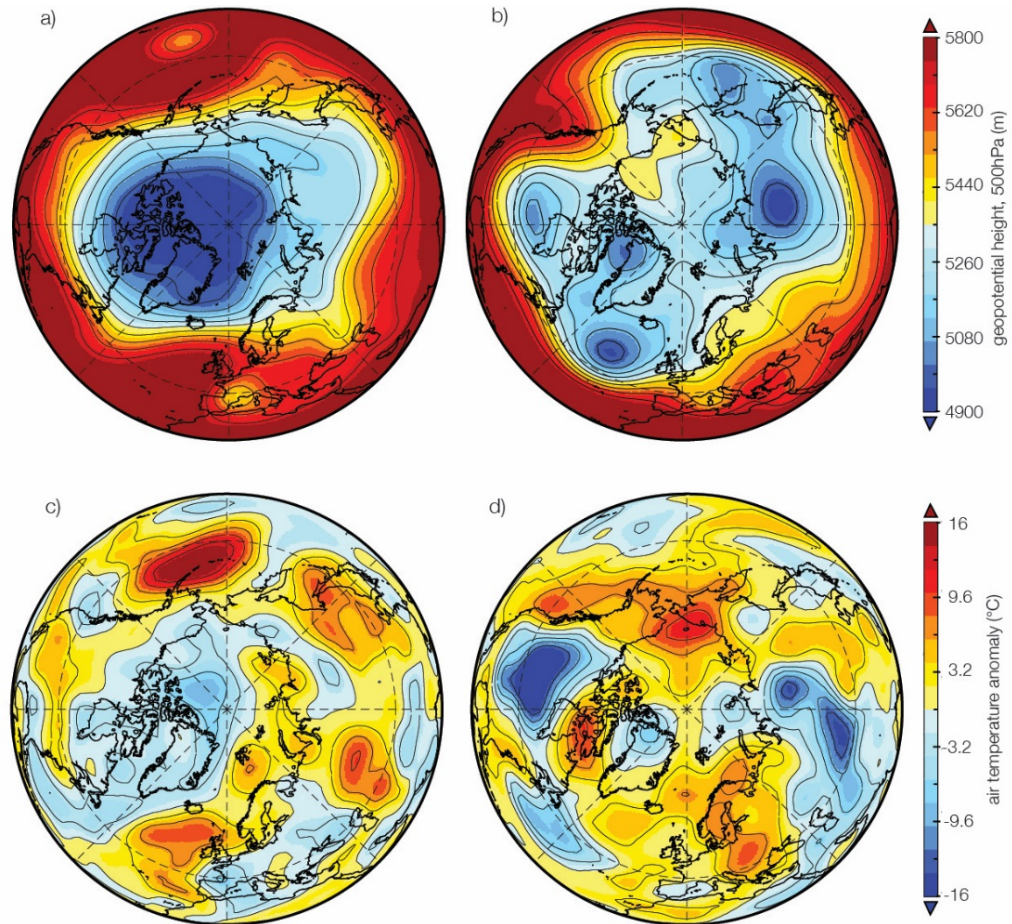 a)
b)
5800
5620
5440
5260
5080
4900
geopotential height, 500hPa (m)
c)
d)
16
9.6
3.2
-3.2
-9.6
-16
air temperature anomaly (°C)